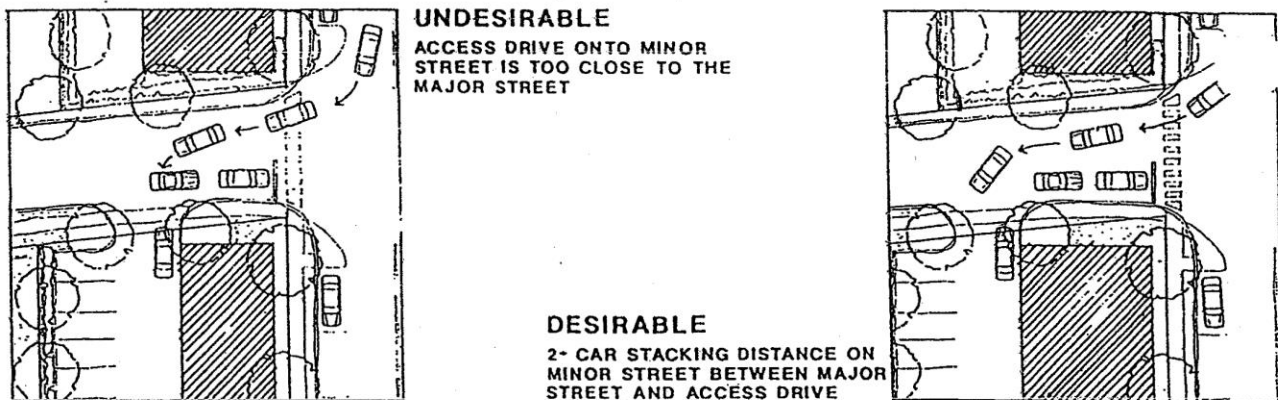 UNDESIRABLE
ACCESS DRIVE ONTO MINOR
STREET IS TOO CLOSE TO THE
MAJOR STREET
DESIRABLE
2+ CAR STACKING DISTANCE ON
MINOR STREET BETWEEN MAJOR
STREET AND ACCESS DRIVE